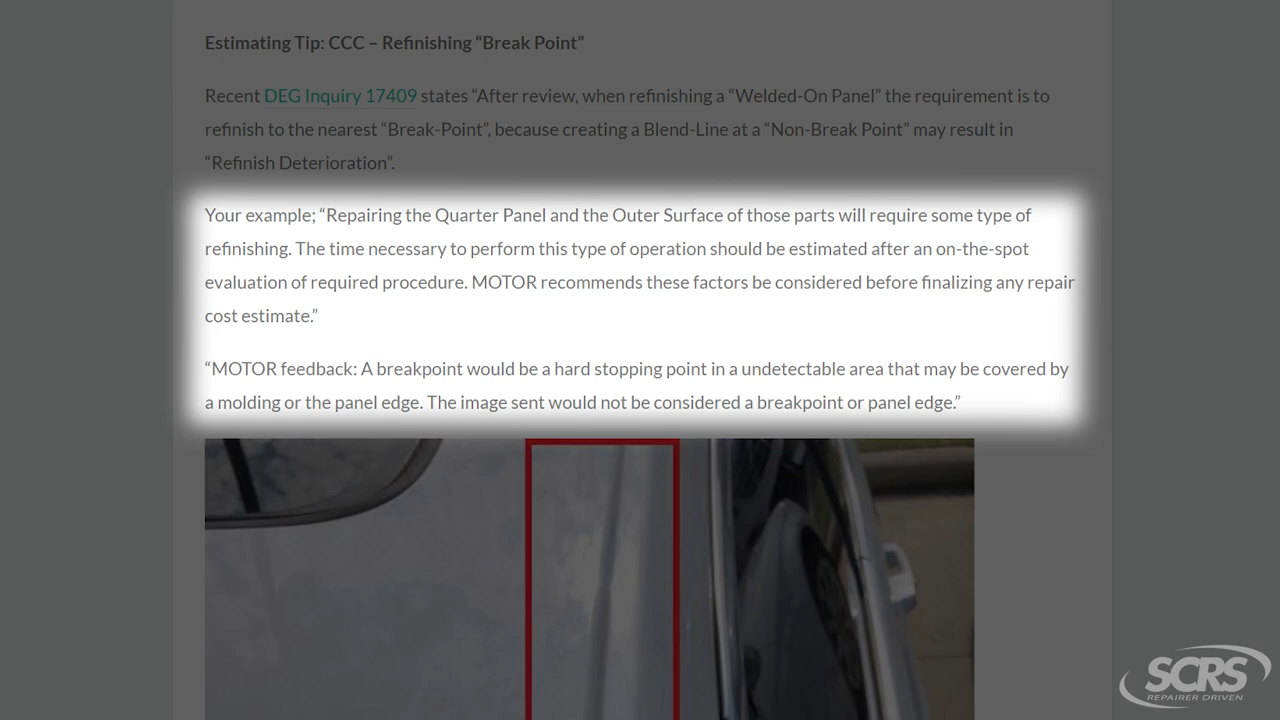 Estimating Tip: CCC – Refinishing “Break Point”
Recent DEG Inquiry 17409 states “After review, when refinishing a “Welded-On Panel” the requirement is to
refinish to the nearest “Break-Point”, because creating a Blend-Line at a “Non-Break Point” may result in
“Refinish Deterioration”.
Your example; “Repairing the Quarter Panel and the Outer Surface of those parts will require some type of
refinishing. The time necessary to perform this type of operation should be estimated after an on-the-spot
evaluation of required procedure. MOTOR recommends these factors be considered before finalizing any repair
cost estimate.”
“MOTOR feedback: A breakpoint would be a hard stopping point in a undetectable area that may be covered by
a molding or the panel edge. The image sent would not be considered a breakpoint or panel edge.”
SCRS
REPAIRER DRIVEN